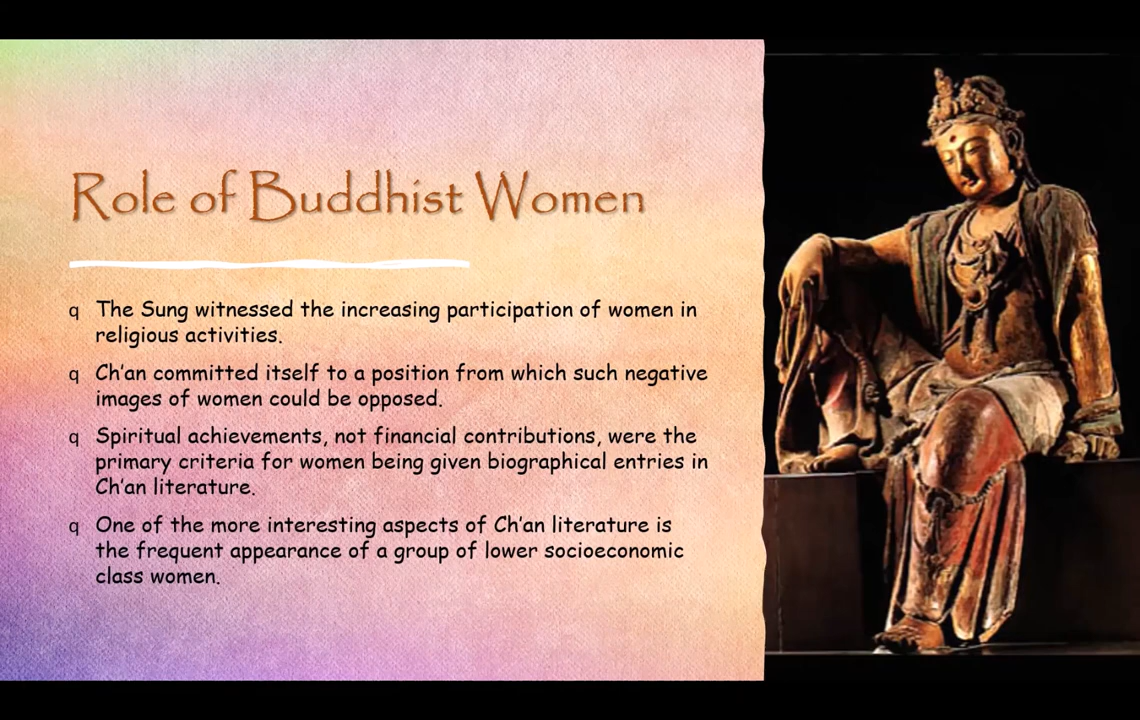 Role of Buddhist Women
q The Sung witnessed the increasing participation of women in
religious activities.
q Ch’an committed itself to a position from which such negative
images of women could be opposed.
q Spiritual achievements, not financial contributions, were the
primary criteria for women being given biographical entries in
Ch’an literature.
q One of the more interesting aspects of Ch’an literature is
the frequent appearance of a group of lower socioeconomic
class women.